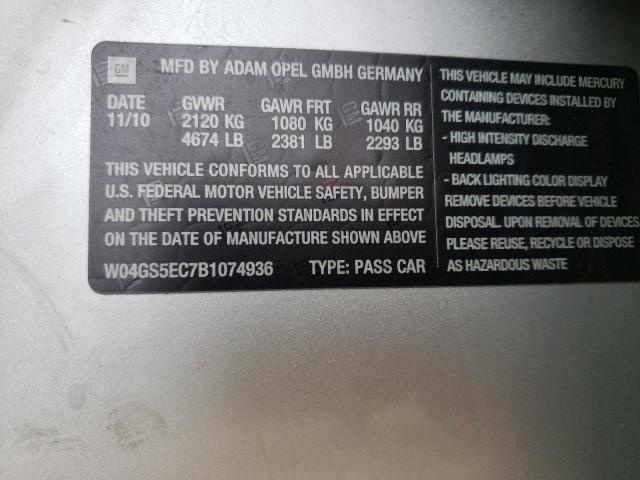 GM
MFD BY ADAM OPEL GMBH GERMANY
DATE GVWR GAWR FRT GAWR RR
11/10 2120 KG 1080 KG 1040 KG
4674 LB 2381 LB 2293 LB
THIS VEHICLE CONFORMS TO ALL APPLICABLE
U.S. FEDERAL MOTOR VEHICLE SAFETY, BUMPER
AND THEFT PREVENTION STANDARDS IN EFFECT
ON THE DATE OF MANUFACTURE SHOWN ABOVE
W04GS5EC7B1074936 TYPE: PASS CAR
THIS VEHICLE MAY INCLUDE MERCURY
CONTAINING DEVICES INSTALLED BY
THE MANUFACTURER:
- HIGH INTENSITY DISCHARGE
HEADLAMPS
- BACK LIGHTING COLOR DISPLAY
REMOVE DEVICES BEFORE VEHICLE
DISPOSAL. UPON REMOVAL OF DEVICES
PLEASE REUSE, RECYCLE OR DISPOSE
AS HAZARDOUS WASTE